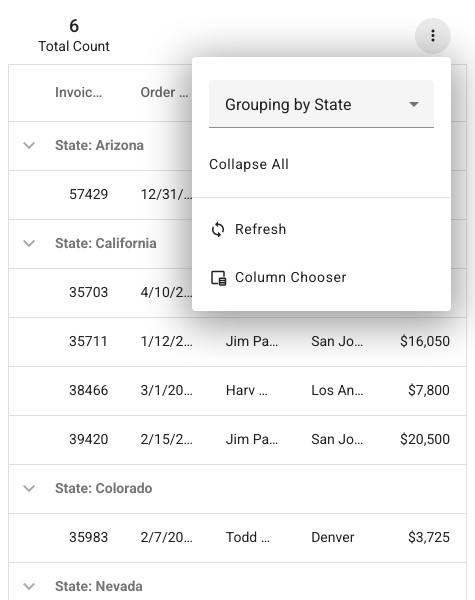 6
Total Count
Invoic... Order ...
Grouping by State
State: Arizona
Collapse All
57429 12/31/...
Refresh
State: California
Column Chooser
35703 4/10/2...
35711 1/12/2... Jim Pa... San Jo... $16,050
38466 3/1/20... Harv ... Los An... $7,800
39420 2/15/2... Jim Pa... San Jo... $20,500
State: Colorado
35983 2/7/20... Todd ... Denver $3,725
State: Nevada